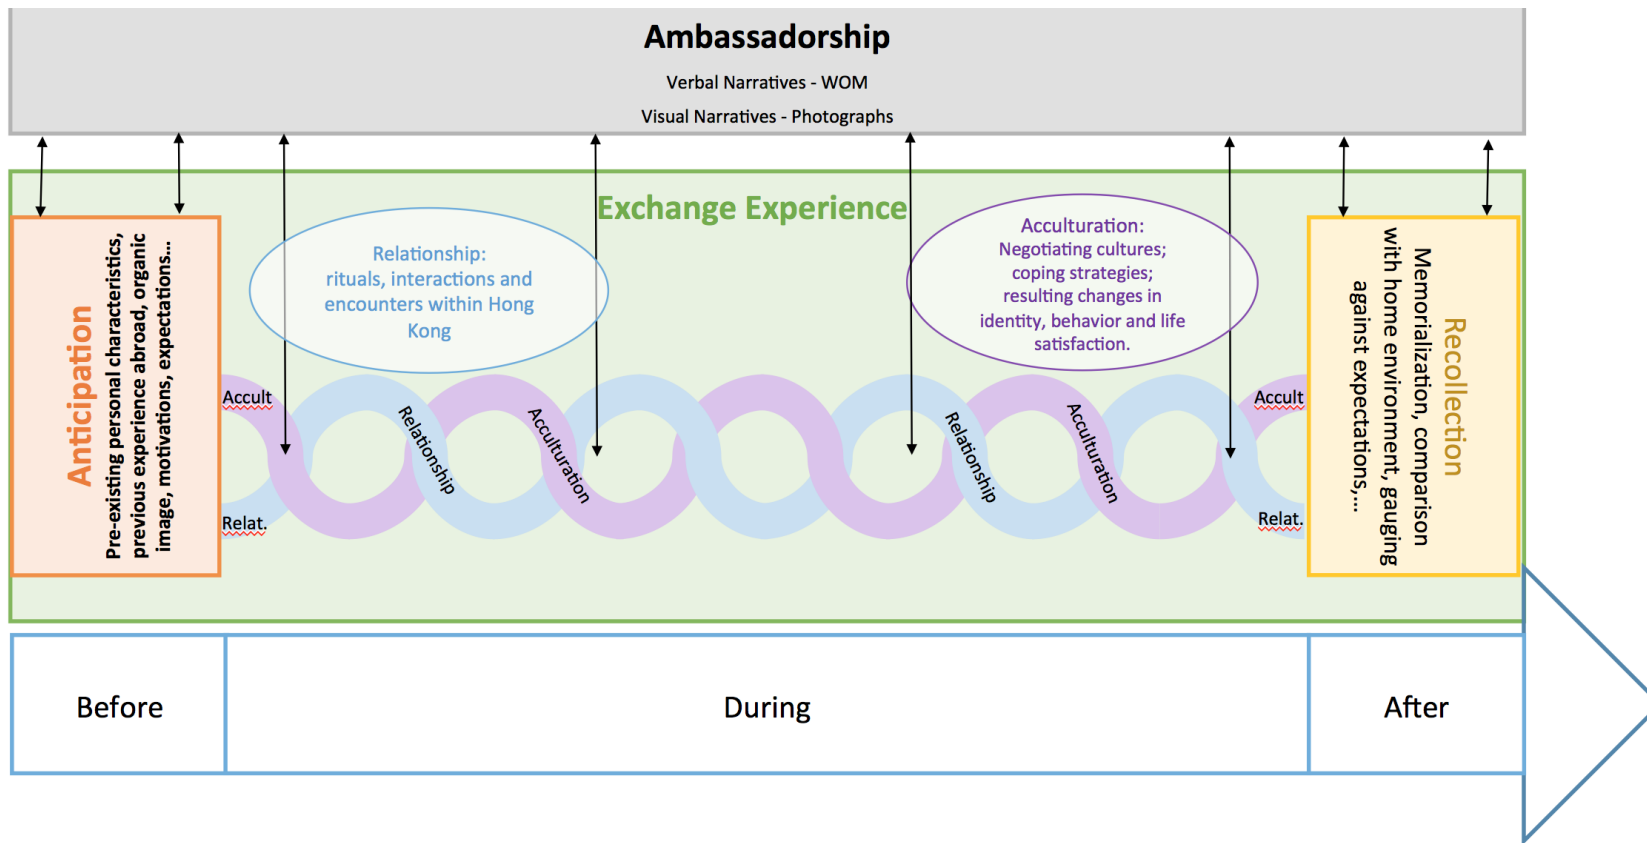 Ambassadorship
Verbal Narratives - WOM
Visual Narratives - Photographs
Exchange Experience
Anticipation
Pre-existing personal characteristics,
previous experience abroad, organic
image, motivations, expectations...
Relationship:
rituals, interactions and
encounters within Hong
Kong
Acculturation:
Negotiating cultures;
coping strategies;
resulting changes in
identity, behavior and life
satisfaction.
Recollection
Memorialization, comparison
with home environment, gauging
against expectations,...
Accult
Relat.
Relationship
Acculturation
Relationship
Acculturation
Accult
Relat.
Before
During
After